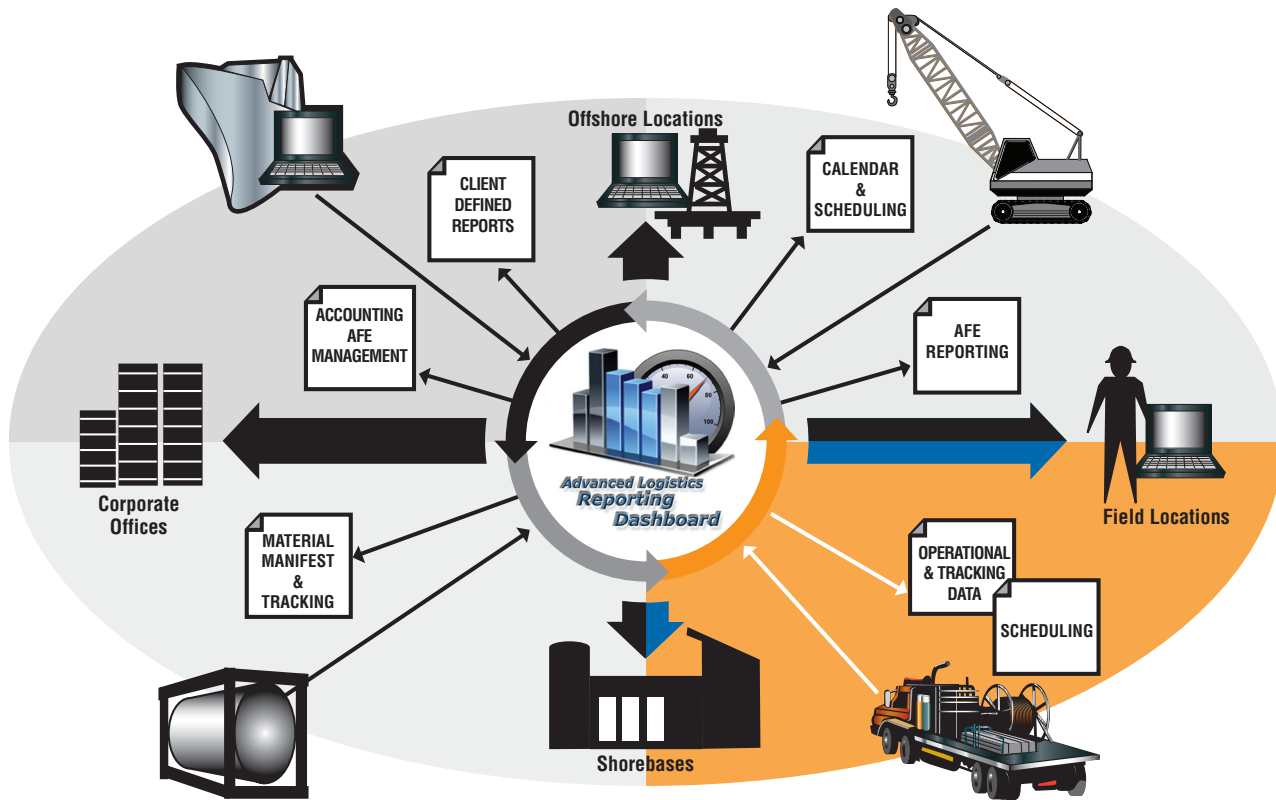 Offshore Locations
CLIENT
DEFINED
REPORTS
CALENDAR
&
SCHEDULING
ACCOUNTING
AFE
MANAGEMENT
AFE
REPORTING
40
60
80
100
Advanced Logistics
Reporting
Dashboard
Corporate
Offices
Field Locations
MATERIAL
MANIFEST
&
TRACKING
OPERATIONAL
& TRACKING
DATA
SCHEDULING
Shorebases